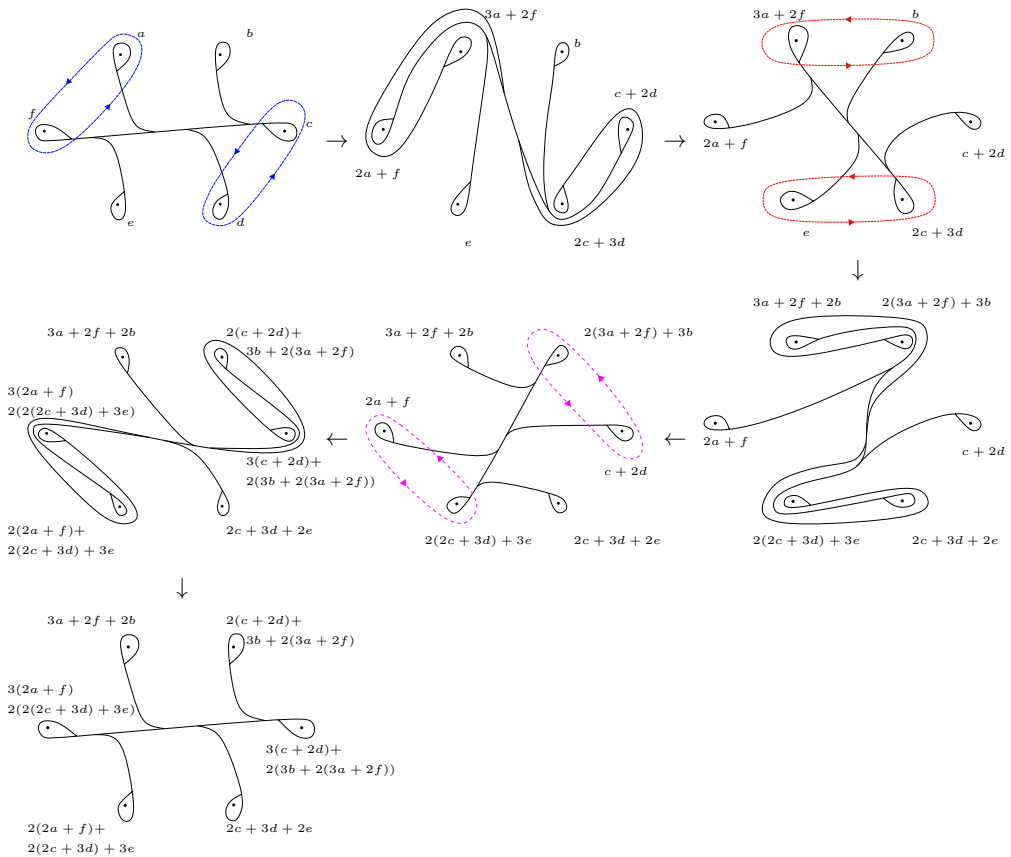 a
b
f
c
e
d
→
3a + 2f
b
c + 2d
2a + f
e
2c + 3d
→
3a + 2f
b
2a + f
c + 2d
e
2c + 3d
↓
3a + 2f + 2b
2(3a + 2f) + 3b
2a + f
c + 2d
2(2c + 3d) + 3e
2c + 3d + 2e
←
3a + 2f + 2b
2(3a + 2f) + 3b
2a + f
c + 2d
2(2c + 3d) + 3e
2c + 3d + 2e
←
3a + 2f + 2b
2(c + 2d)+
3b + 2(3a + 2f)
3(2a + f)
2(2(2c + 3d) + 3e)
3(c + 2d)+
2(3b + 2(3a + 2f))
2(2a + f)+
2(2c + 3d) + 3e
2c + 3d + 2e
↓
3a + 2f + 2b
2(c + 2d)+
3b + 2(3a + 2f)
3(2a + f)
2(2(2c + 3d) + 3e)
3(c + 2d)+
2(3b + 2(3a + 2f))
2(2a + f)+
2(2c + 3d) + 3e
2c + 3d + 2e